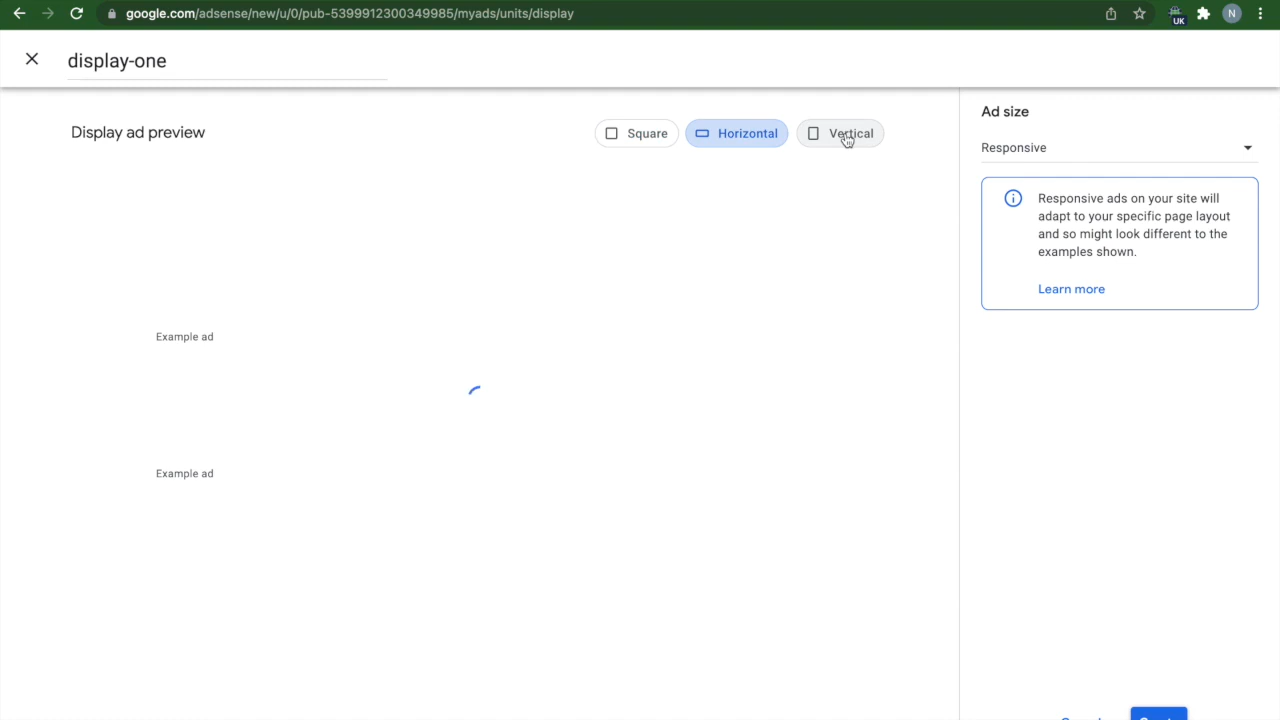 google.com/adsense/new/u/0/pub-5399912300349985/myads/units/display
UK
N
display-one
Display ad preview
Square
Horizontal
Vertical
Ad size
Responsive
Responsive ads on your site will
adapt to your specific page layout
and so might look different to the
examples shown.
Learn more
Example ad
Example ad